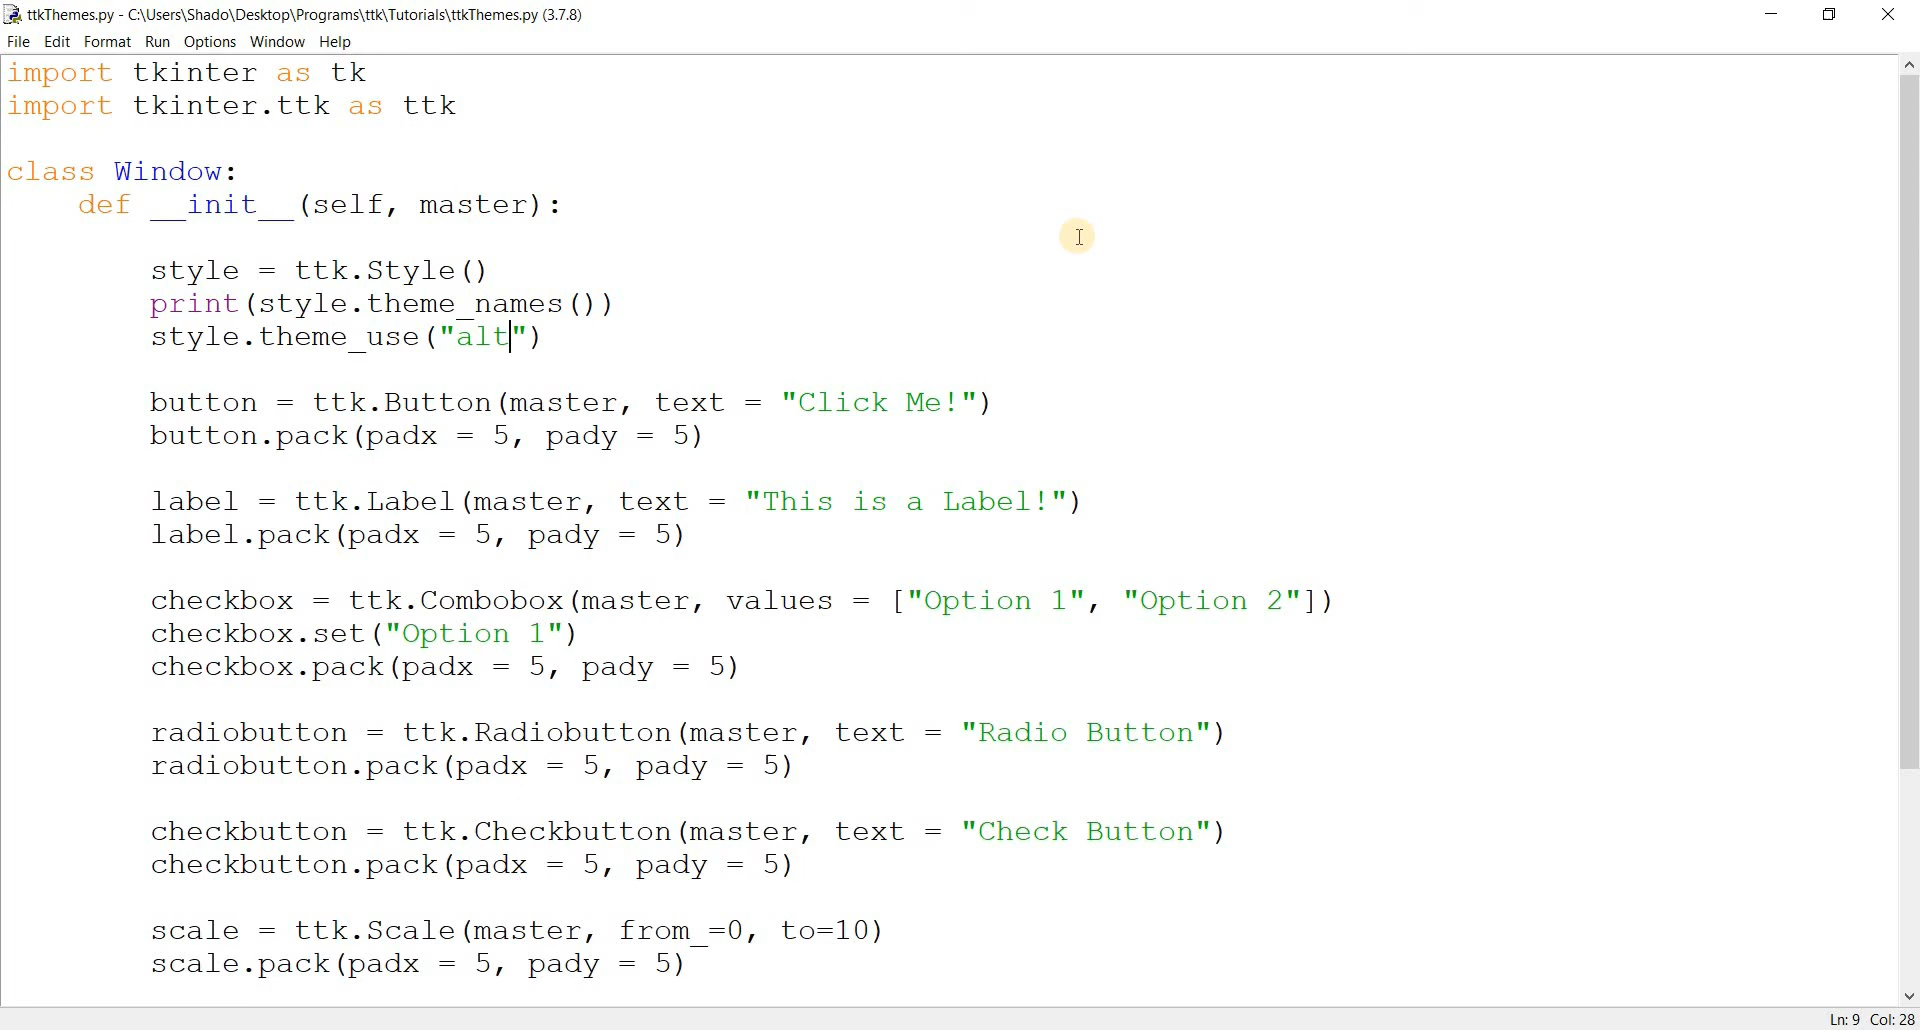 ttkThemes.py - C:\Users\Shado\Desktop\Programs\ttk\Tutorials\ttkThemes.py (3.7.8)
File Edit Format Run Options Window Help
import tkinter as tk
import tkinter.ttk as ttk
class Window:
    def __init__(self, master):
        style = ttk.Style()
        print(style.theme_names())
        style.theme_use("alt")
        button = ttk.Button(master, text = "Click Me!")
        button.pack(padx = 5, pady = 5)
        label = ttk.Label(master, text = "This is a Label!")
        label.pack(padx = 5, pady = 5)
        checkbox = ttk.Combobox(master, values = ["Option 1", "Option 2"])
        checkbox.set("Option 1")
        checkbox.pack(padx = 5, pady = 5)
        radiobutton = ttk.Radiobutton(master, text = "Radio Button")
        radiobutton.pack(padx = 5, pady = 5)
        checkbutton = ttk.Checkbutton(master, text = "Check Button")
        checkbutton.pack(padx = 5, pady = 5)
        scale = ttk.Scale(master, from_=0, to=10)
        scale.pack(padx = 5, pady = 5)
Ln: 9 Col: 28